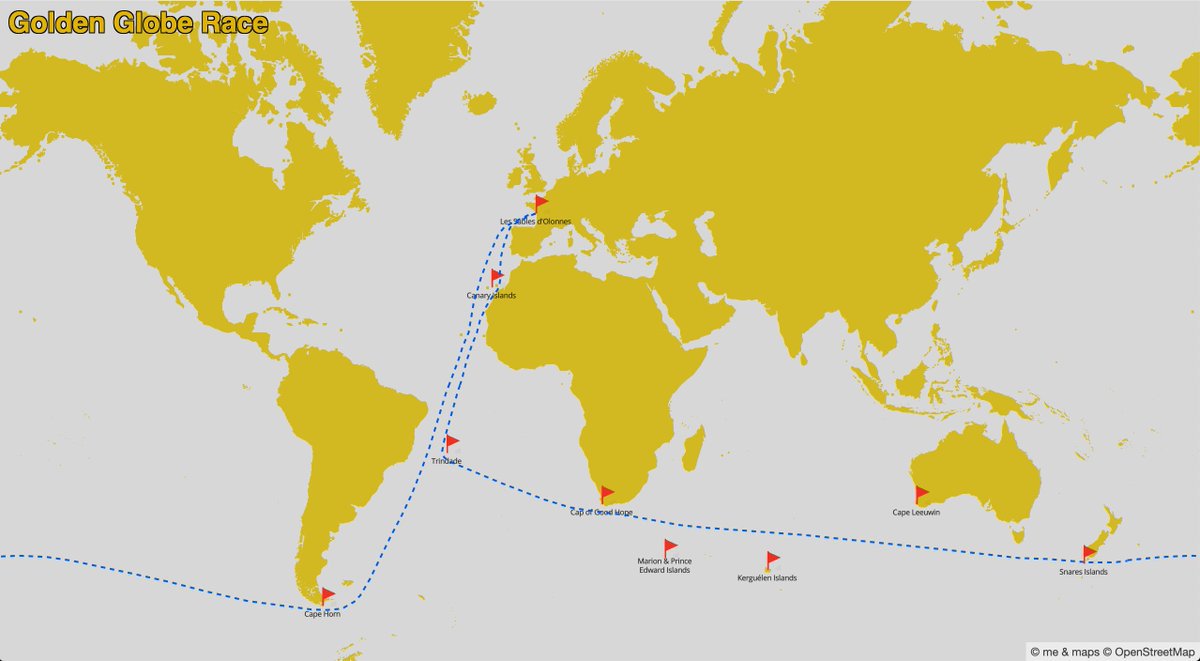 Golden Globe Race
Les Sables d'Olonnes
Canary Islands
Trindade
Cap of Good Hope
Cape Leeuwin
Marion & Prince
Edward Islands
Kerguélen Islands
Snares Islands
Cape Horn
© me & maps © OpenStreetMap